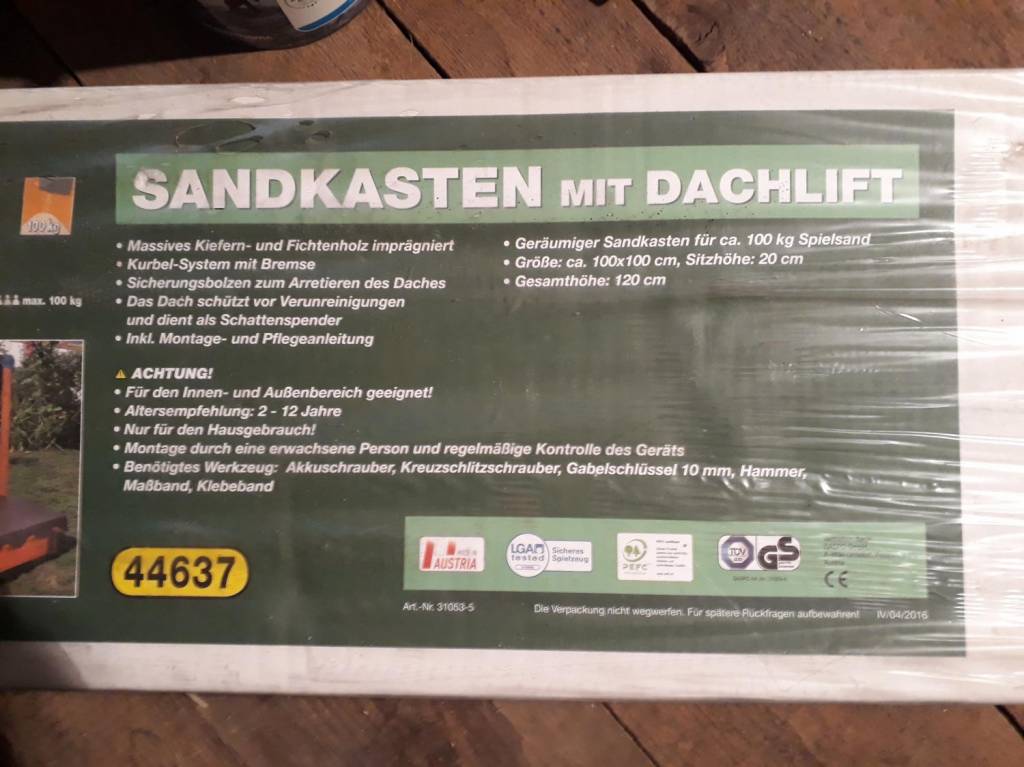 SANDKASTEN MIT DACHLIFT
100 kg
max. 100 kg
• Massives Kiefern- und Fichtenholz imprägniert
• Kurbel-System mit Bremse
• Sicherungsbolzen zum Arretieren des Daches
• Das Dach schützt vor Verunreinigungen
und dient als Schattenspender
• Inkl. Montage- und Pflegeanleitung
• Geräumiger Sandkasten für ca. 100 kg Spielsand
• Größe: ca. 100x100 cm, Sitzhöhe: 20 cm
• Gesamthöhe: 120 cm
ACHTUNG!
• Für den Innen- und Außenbereich geeignet!
• Altersempfehlung: 2 - 12 Jahre
• Nur für den Hausgebrauch!
• Montage durch eine erwachsene Person und regelmäßige Kontrolle des Geräts
• Benötigtes Werkzeug: Akkuschrauber, Kreuzschlitzschrauber, Gabelschlüssel 10 mm, Hammer,
Maßband, Klebeband
44637
MADE IN
AUSTRIA
LGA
tested
Sicheres
Spielzeug
PEFC
TÜV
GS
CE
Art.-Nr. 31053-5
Die Verpackung nicht wegwerfen. Für spätere Rückfragen aufbewahren!
IV/04/2016